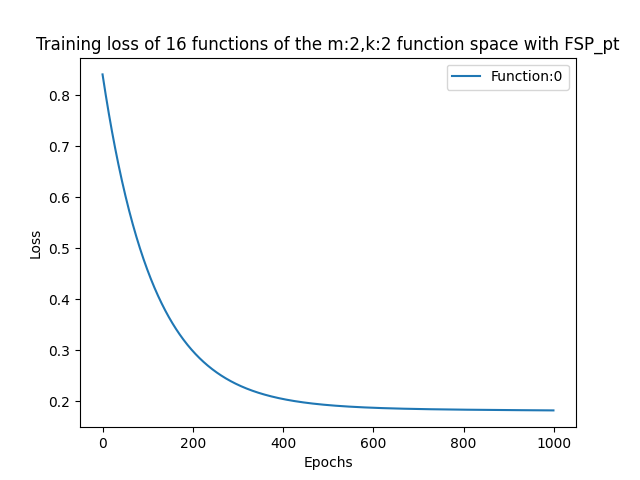 Training loss of 16 functions of the m:2,k:2 function space with FSP_pt
Function:0
Loss
0.8
0.7
0.6
0.5
0.4
0.3
0.2
0 200 400 600 800 1000
Epochs